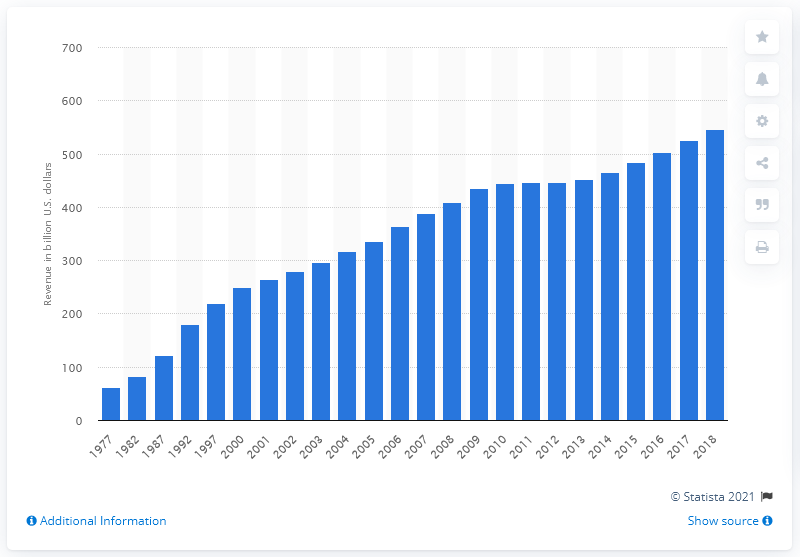 700
600
500
400
300
200
100
0
Revenue in billion U.S. dollars
1977 1982 1987 1992 1997 2000 2001 2002 2003 2004 2005 2006 2007 2008 2009 2010 2011 2012 2013 2014 2015 2016 2017 2018
© Statista 2021
Additional Information
Show source